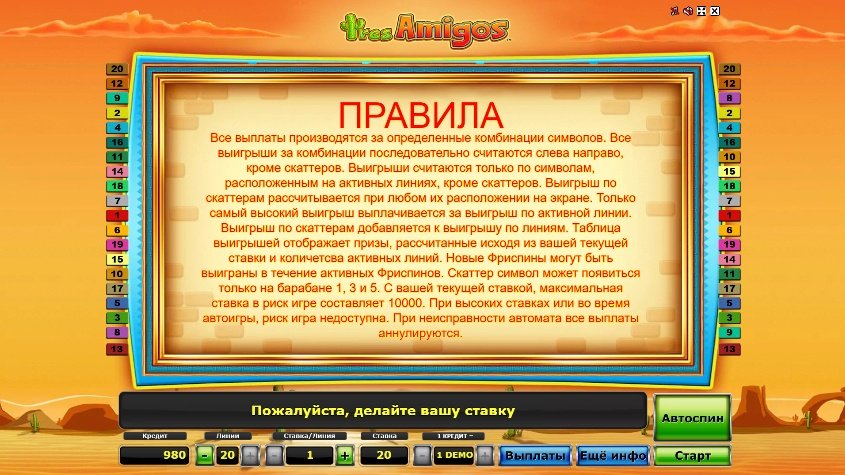 tres Amigos
ПРАВИЛА
Все выплаты производятся за определенные комбинации символов. Все
выигрыши за комбинации последовательно считаются слева направо,
кроме скаттеров. Выигрыши считаются только по символам,
расположенным на активных линиях, кроме скаттеров. Выигрыш по
скаттерам рассчитывается при любом их расположении на экране. Только
самый высокий выигрыш выплачивается за выигрыш по активной линии.
Выигрыш по скаттерам добавляется к выигрышу по линиям. Таблица
выигрышей отображает призы, рассчитанные исходя из вашей текущей
ставки и количетсва активных линий. Новые Фриспины могут быть
выиграны в течение активных Фриспинов. Скаттер символ может появиться
только на барабане 1, 3 и 5. С вашей текущей ставкой, максимальная
ставка в риск игре составляет 10000. При высоких ставках или во время
автоигры, риск игра недоступна. При неисправности автомата все выплаты
аннулируются.
20 20
12 12
9 8
2 9
4 4
16 2
11 10
14 15
18 18
7 7
1 1
6 6
19 19
15 14
10 11
17 17
5 5
3 3
8 9
13 13
Пожалуйста, делайте вашу ставку
Автоспин
Кредит Линии Ставка/Линия Ставка 1 КРЕДИТ =
980 - 20 + - 1 + 20 - 1 DEMO + Выплаты Ещё инфо Старт